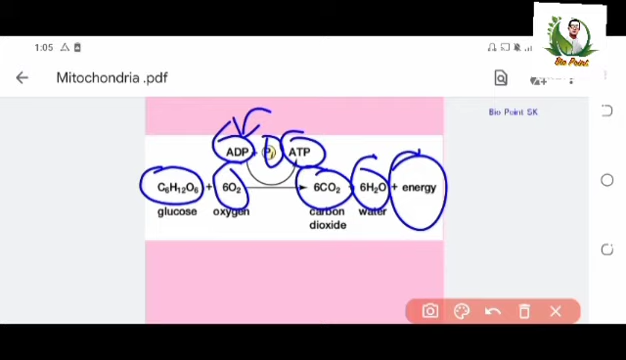 1:05
Bio Point
Mitochondria .pdf
Bio Point SK
ADP + Pi ATP
C₆H₁₂O₆ + 6O₂ 6CO₂ 6H₂O + energy
glucose oxygen carbon water
dioxide